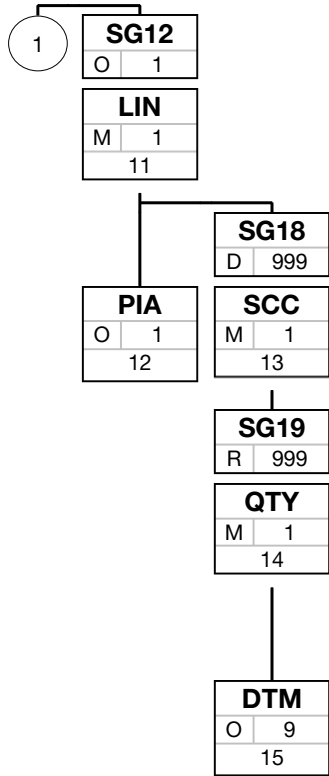 1
SG12
O 1
LIN
M 1
11
SG18
D 999
PIA
O 1
12
SCC
M 1
13
SG19
R 999
QTY
M 1
14
DTM
O 9
15